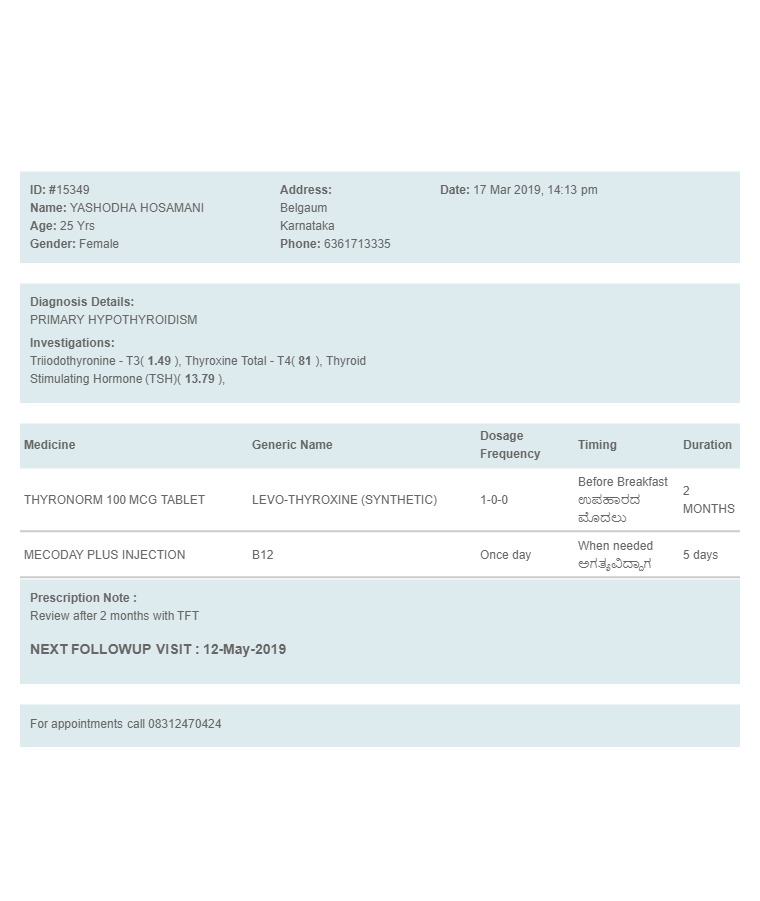 ID: #15349
Name: YASHODHA HOSAMANI
Age: 25 Yrs
Gender: Female
Address:
Belgaum
Karnataka
Phone: 6361713335
Date: 17 Mar 2019, 14:13 pm
Diagnosis Details:
PRIMARY HYPOTHYROIDISM
Investigations:
Triiodothyronine - T3( 1.49 ), Thyroxine Total - T4( 81 ), Thyroid
Stimulating Hormone (TSH)( 13.79 ),
Medicine Generic Name Dosage Frequency Timing Duration
THYRONORM 100 MCG TABLET LEVO-THYROXINE (SYNTHETIC) 1-0-0 Before Breakfast ಉಪಹಾರದ ಮೊದಲು 2 MONTHS
MECODAY PLUS INJECTION B12 Once day When needed ಅಗತ್ಯವಿದ್ದಾಗ 5 days
Prescription Note :
Review after 2 months with TFT
NEXT FOLLOWUP VISIT : 12-May-2019
For appointments call 08312470424